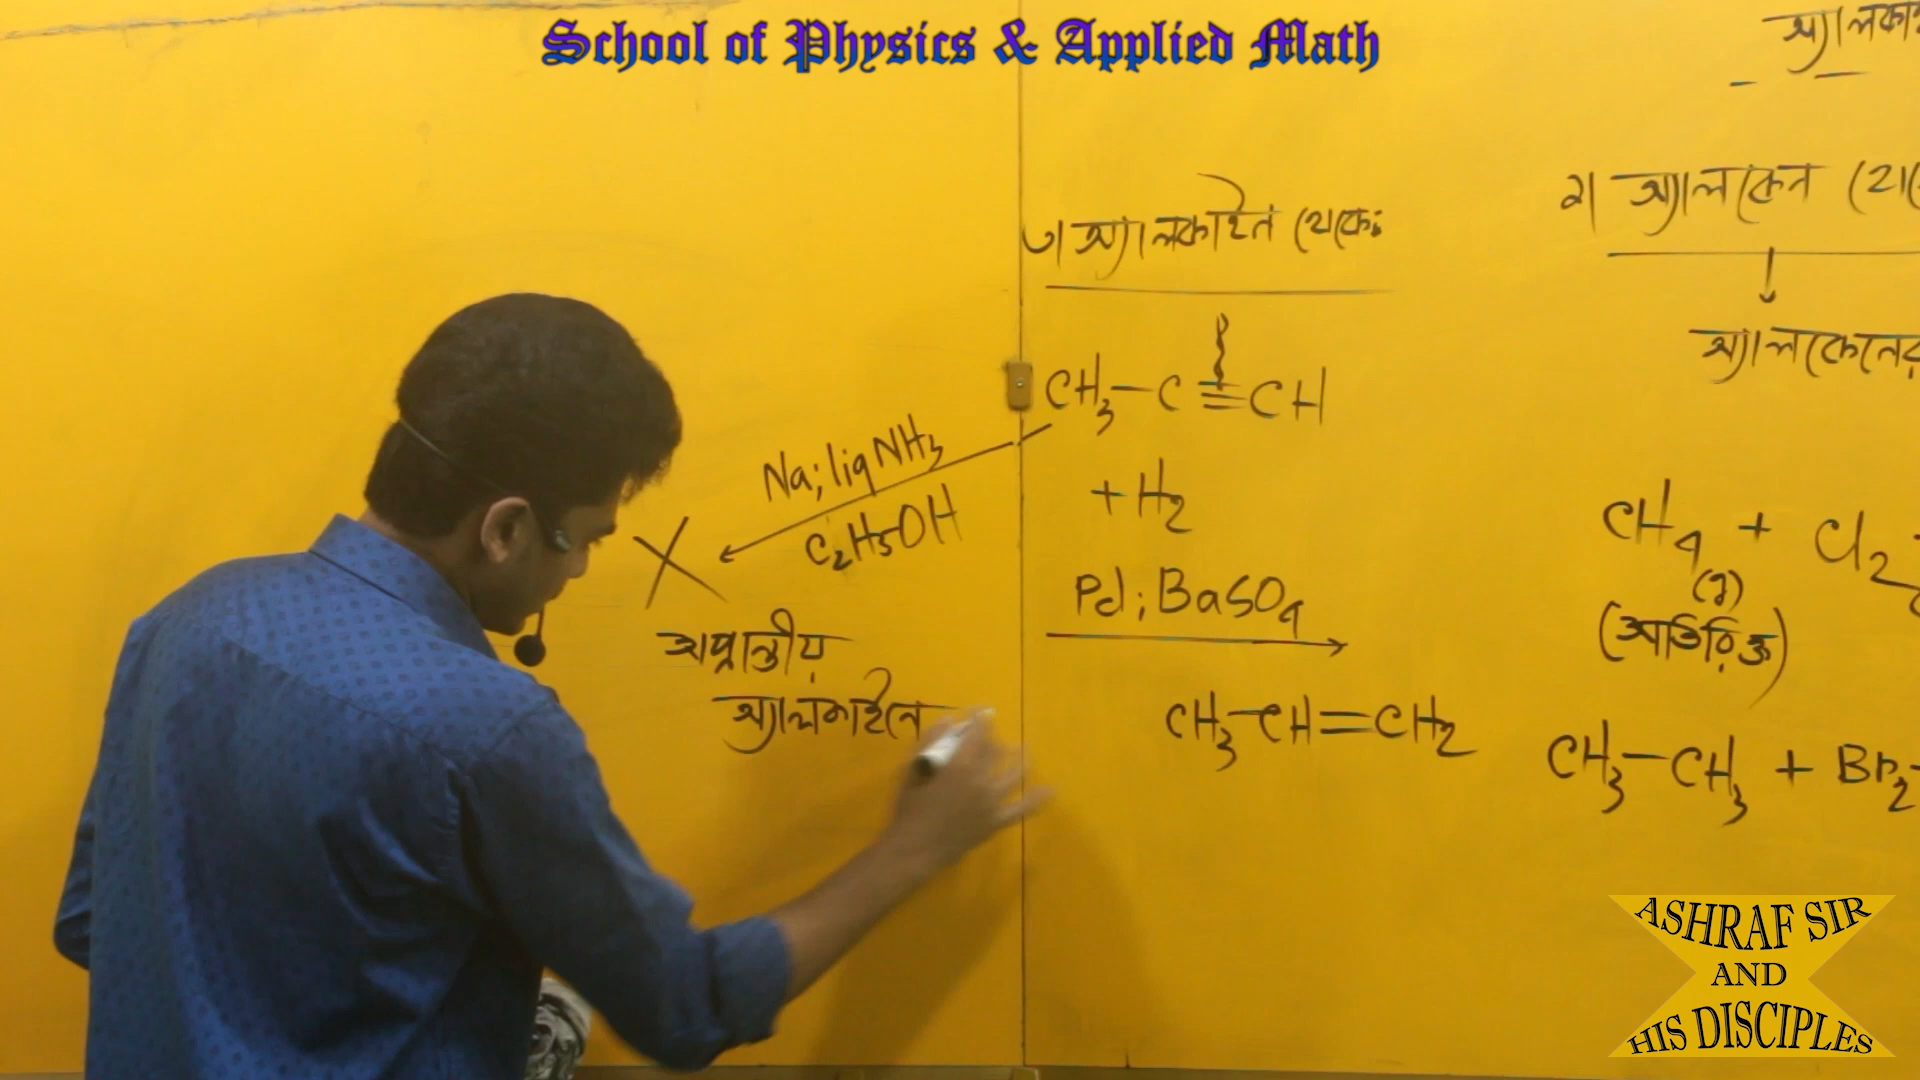 School of Physics & Applied Math
৩। অ্যালকাইন থেকে:
CH₃—C≡CH
Na; liq NH₃
C₂H₅OH
+ H₂
Pd; BaSO₄
CH₃—CH=CH₂
X
অপ্রান্তীয়
অ্যালকাইনে
২। অ্যালকেন
অ্যালকেনের
CH₄ + Cl₂
(অতিরিক্ত)
CH₃—CH₃ + Br₂
ASHRAF SIR
AND
HIS DISCIPLES